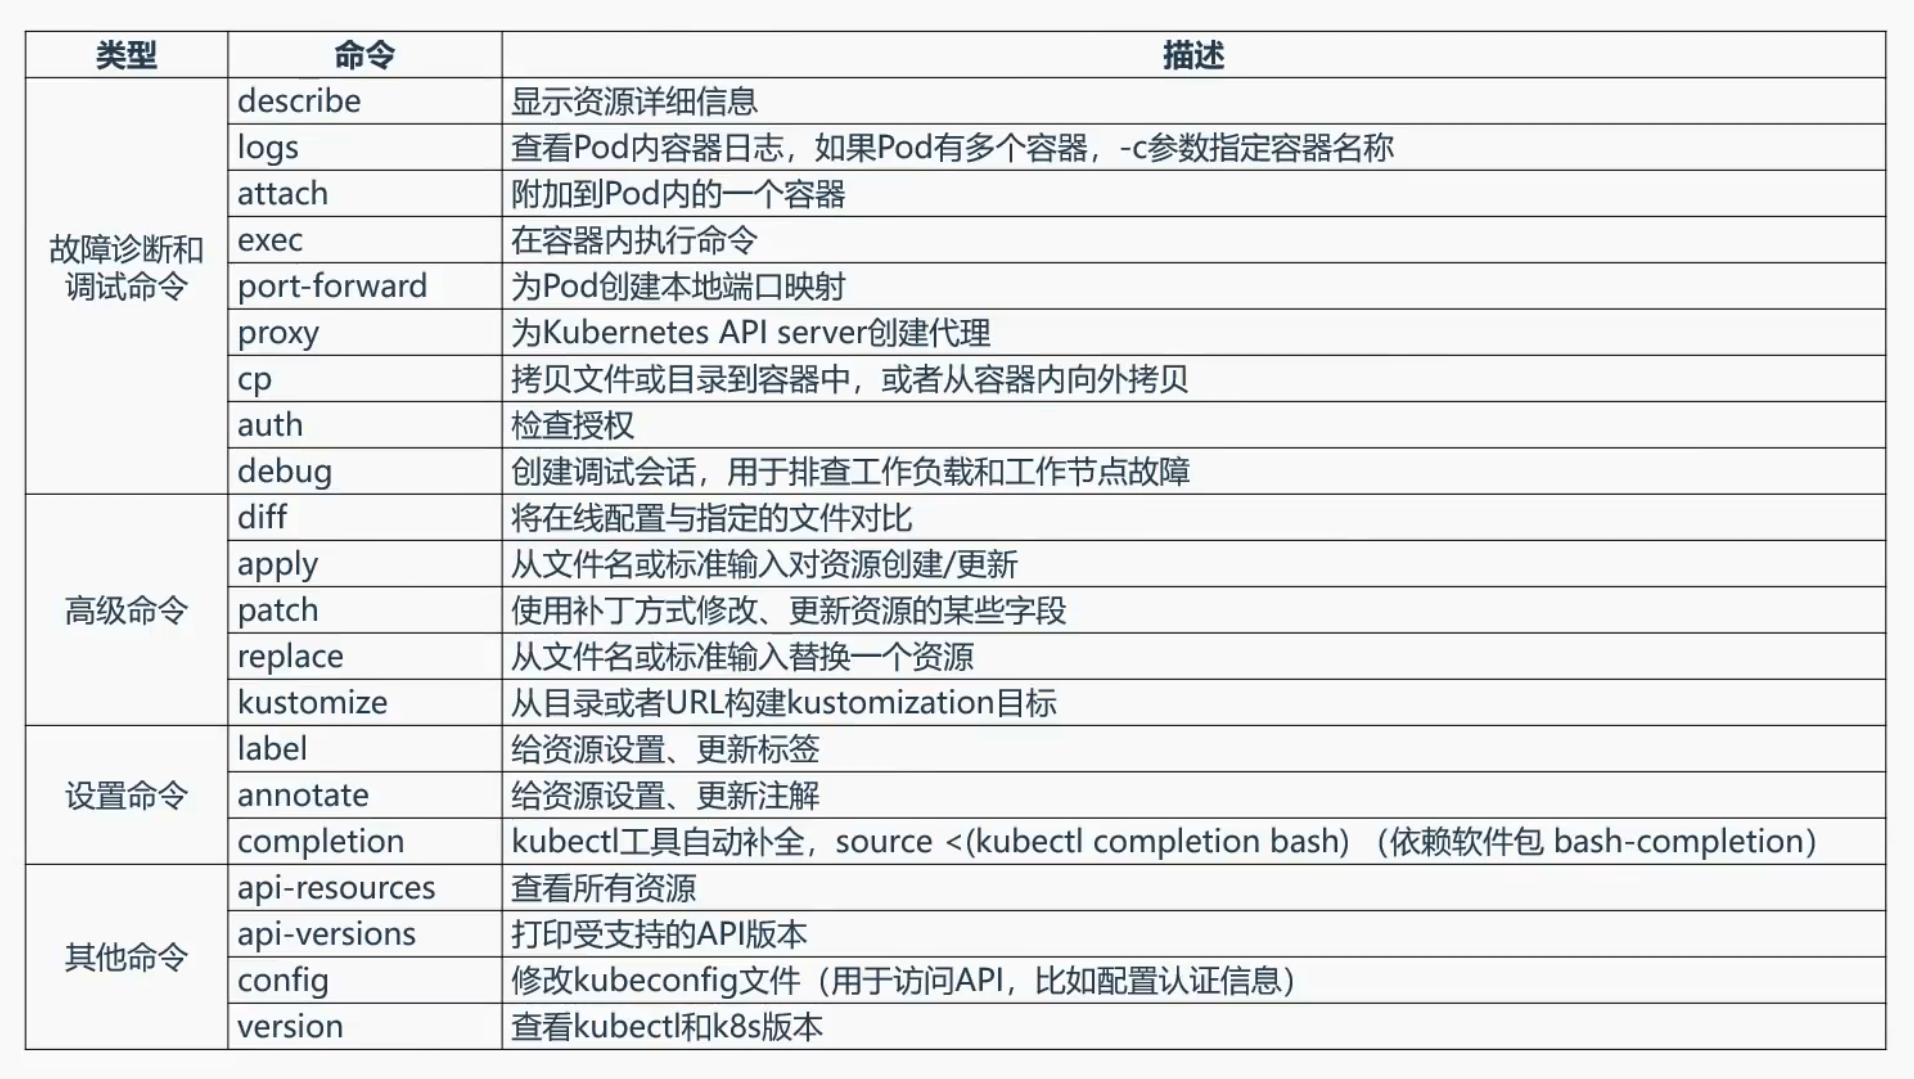 类型 命令 描述
故障诊断和
调试命令
describe 显示资源详细信息
logs 查看Pod内容器日志，如果Pod有多个容器，-c参数指定容器名称
attach 附加到Pod内的一个容器
exec 在容器内执行命令
port-forward 为Pod创建本地端口映射
proxy 为Kubernetes API server创建代理
cp 拷贝文件或目录到容器中，或者从容器内向外拷贝
auth 检查授权
debug 创建调试会话，用于排查工作负载和工作节点故障
高级命令
diff 将在线配置与指定的文件对比
apply 从文件名或标准输入对资源创建/更新
patch 使用补丁方式修改、更新资源的某些字段
replace 从文件名或标准输入替换一个资源
kustomize 从目录或者URL构建kustomization目标
设置命令
label 给资源设置、更新标签
annotate 给资源设置、更新注解
completion kubectl工具自动补全，source <(kubectl completion bash) （依赖软件包 bash-completion）
其他命令
api-resources 查看所有资源
api-versions 打印受支持的API版本
config 修改kubeconfig文件（用于访问API，比如配置认证信息）
version 查看kubectl和k8s版本